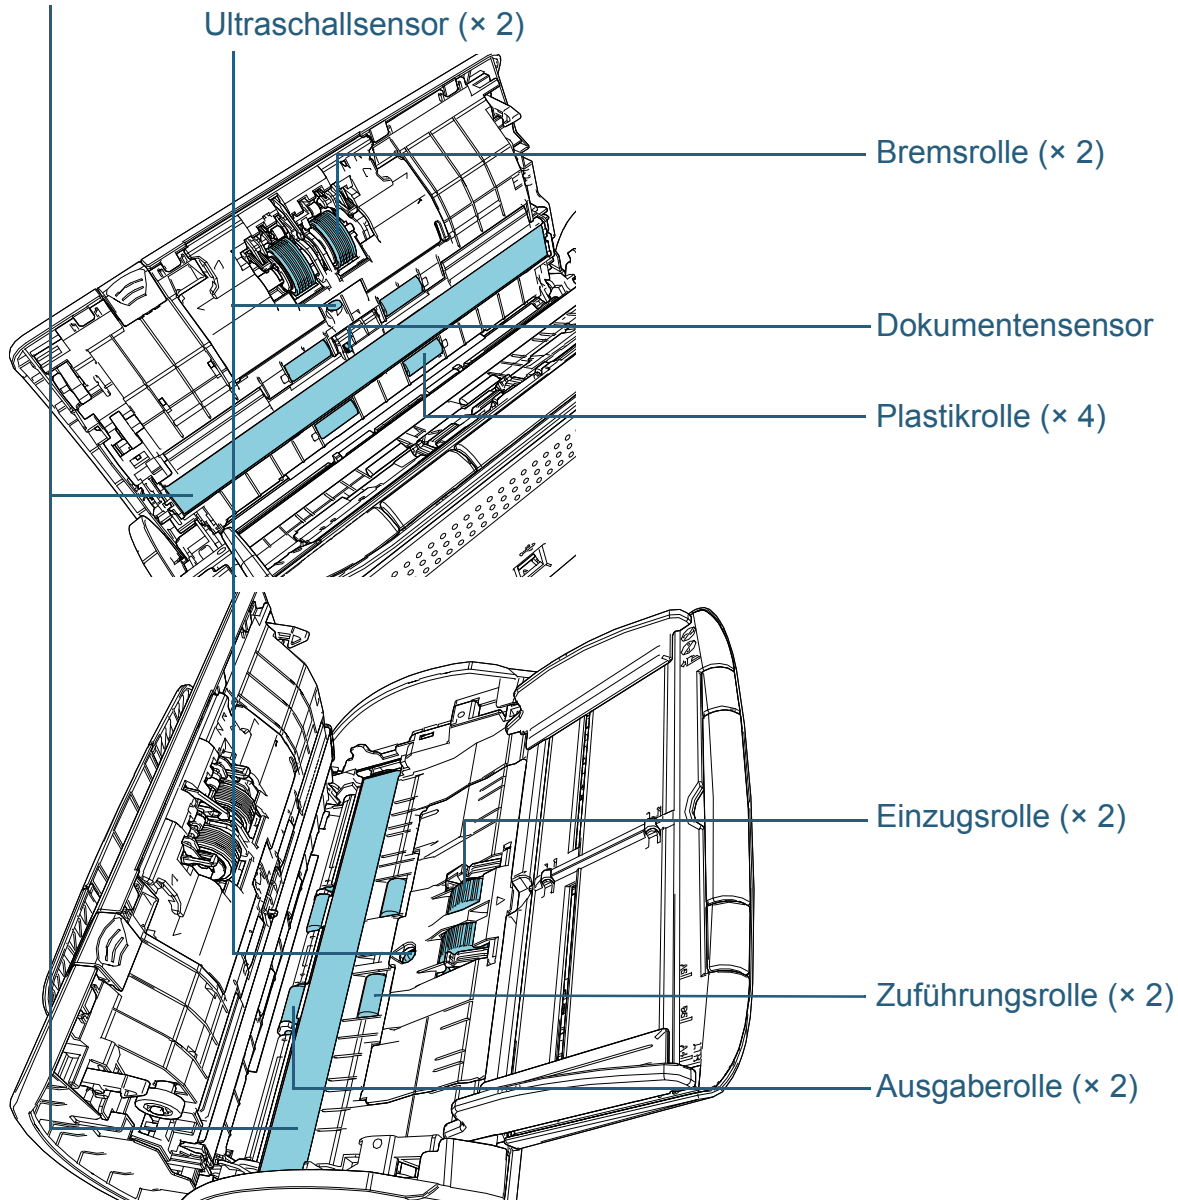 Ultraschallsensor (× 2)
Bremsrolle (× 2)
Dokumentensensor
Plastikrolle (× 4)
Einzugsrolle (× 2)
Zuführungsrolle (× 2)
Ausgaberolle (× 2)